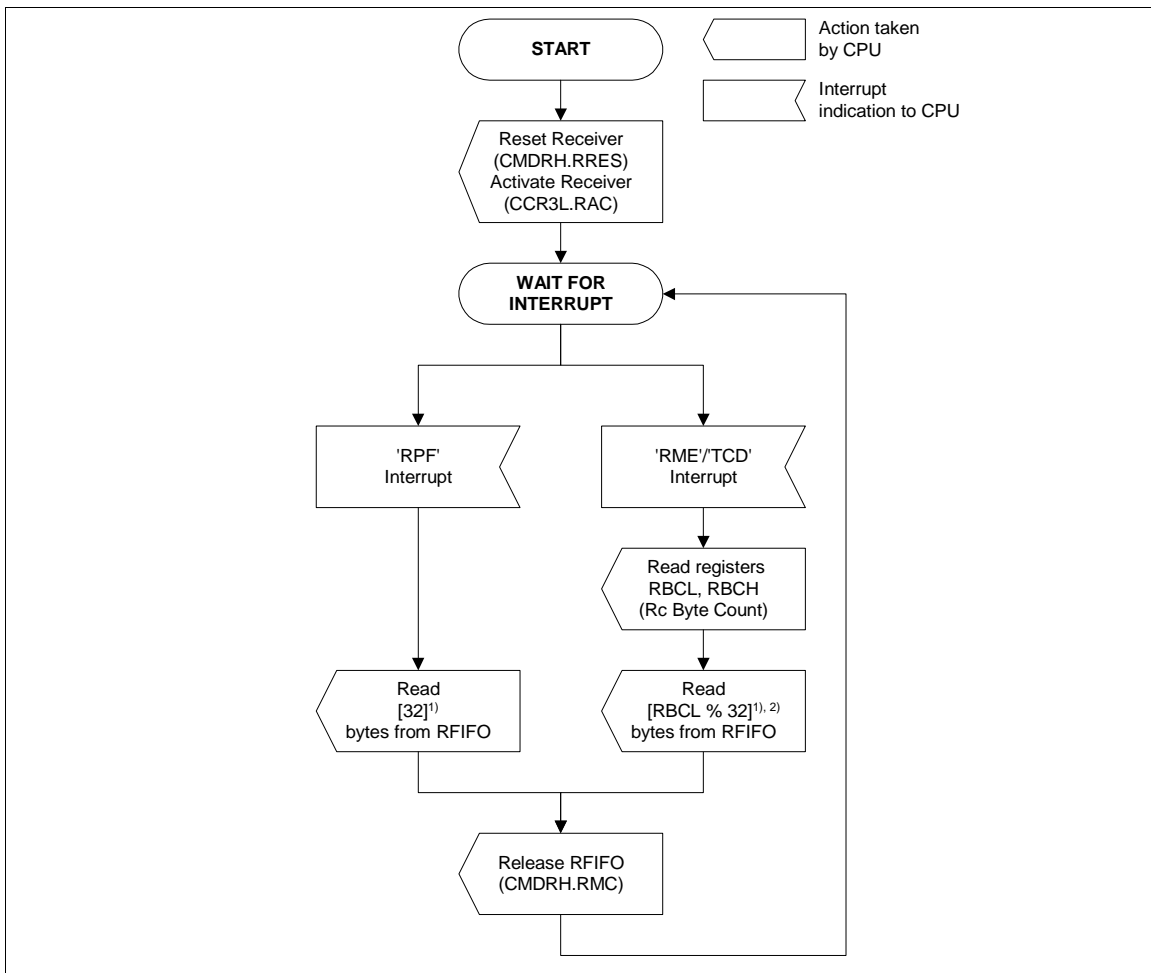 START
Action taken
by CPU
Interrupt
indication to CPU
Reset Receiver
(CMDRH.RRES)
Activate Receiver
(CCR3L.RAC)
WAIT FOR
INTERRUPT
'RPF'
Interrupt
'RME'/'TCD'
Interrupt
Read registers
RBCL, RBCH
(Rc Byte Count)
Read
[32]1)
bytes from RFIFO
Read
[RBCL % 32]1), 2)
bytes from RFIFO
Release RFIFO
(CMDRH.RMC)